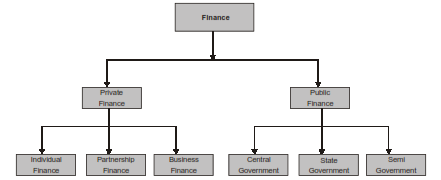 Finance
Private
Finance
Public
Finance
Individual
Finance
Partnership
Finance
Business
Finance
Central
Government
State
Government
Semi
Government